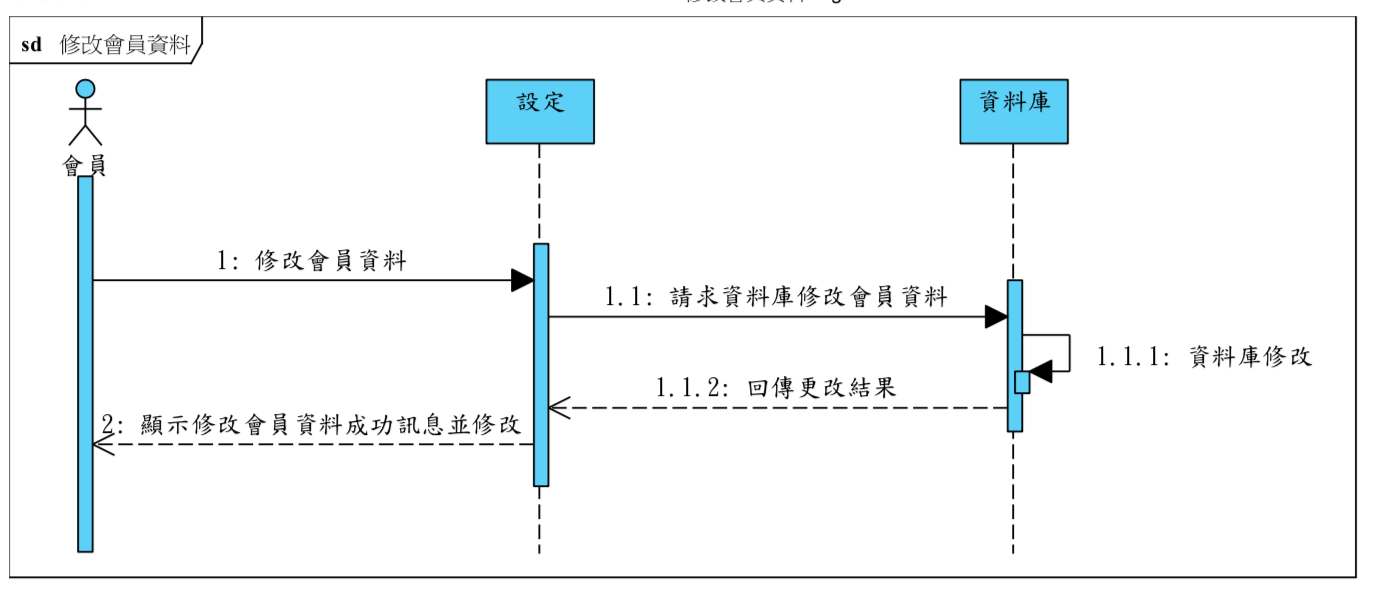 sd 修改會員資料
會員
設定
資料庫
1: 修改會員資料
1.1: 請求資料庫修改會員資料
1.1.1: 資料庫修改
1.1.2: 回傳更改結果
2: 顯示修改會員資料成功訊息並修改